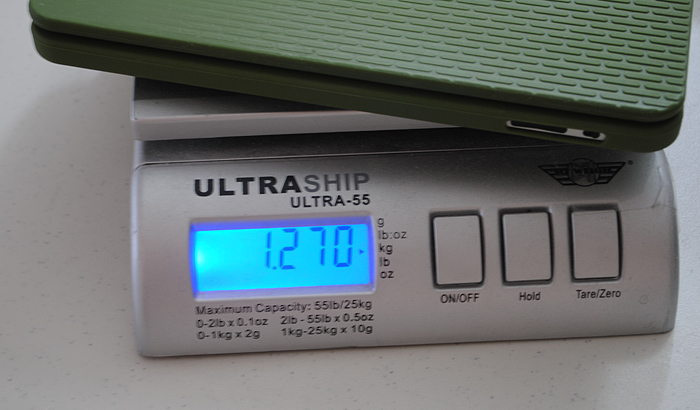 ULTRASHIP
ULTRA-55
1.270
g
lb:oz
kg
lb
oz
ON/OFF
Hold
Tare/Zero
Maximum Capacity: 55lb/25kg
0-2lb x 0.1oz 2lb - 55lb x 0.5oz
0-1kg x 2g 1kg-25kg x 10g